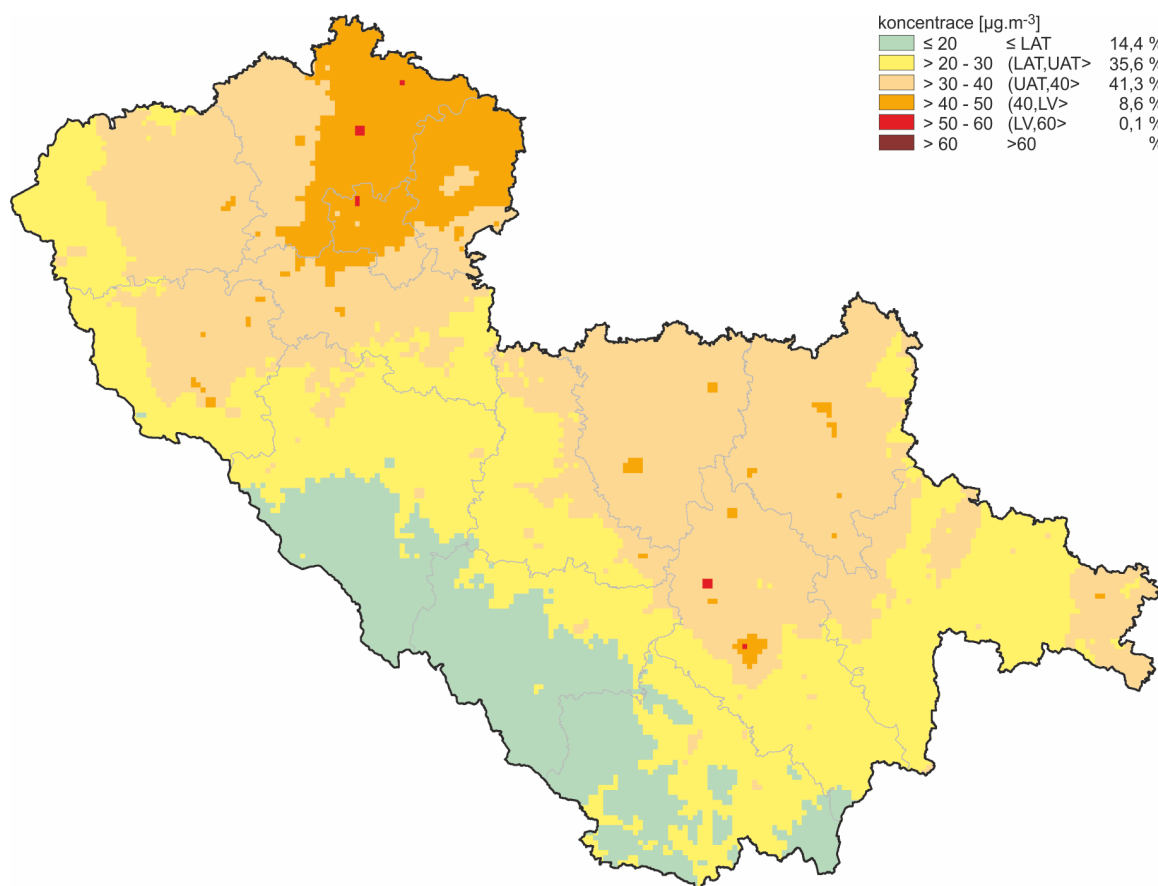 koncentrace [µg.m⁻³]
≤ 20 ≤ LAT 14,4 %
> 20 - 30 (LAT,UAT> 35,6 %
> 30 - 40 (UAT,40> 41,3 %
> 40 - 50 (40,LV> 8,6 %
> 50 - 60 (LV,60> 0,1 %
> 60 >60 %